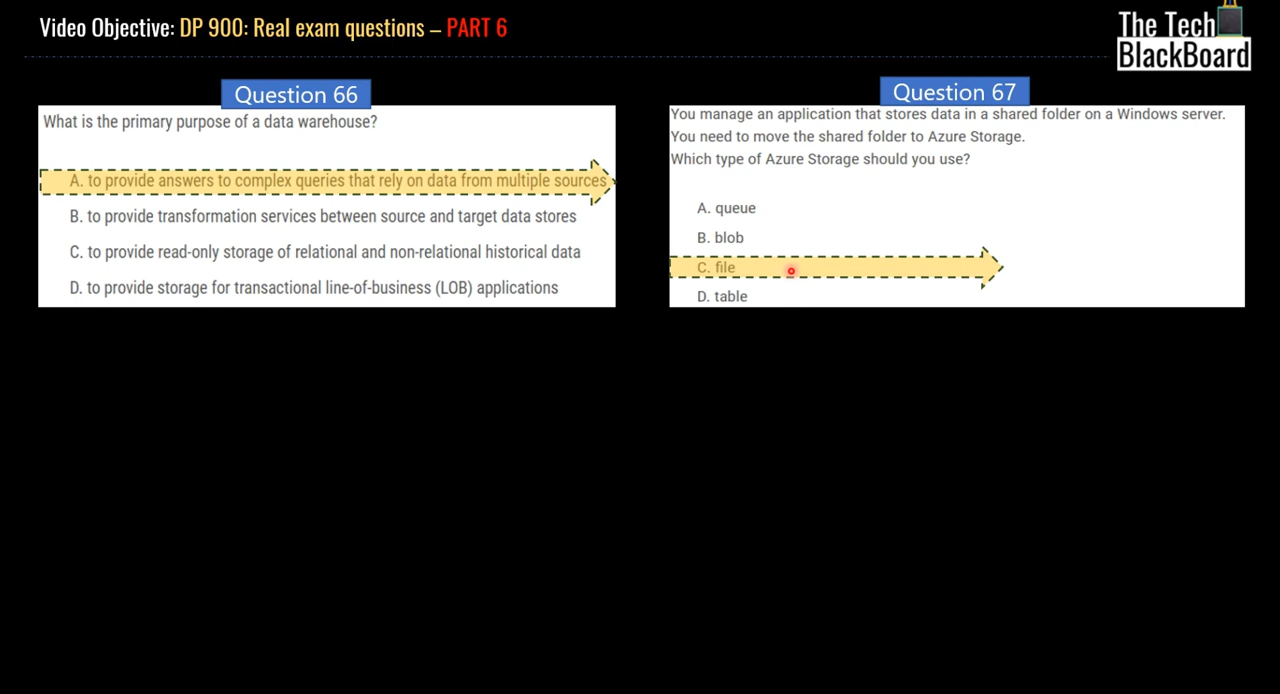 Video Objective: DP 900: Real exam questions – PART 6
The Tech
BlackBoard
Question 66
What is the primary purpose of a data warehouse?
A. to provide answers to complex queries that rely on data from multiple sources
B. to provide transformation services between source and target data stores
C. to provide read-only storage of relational and non-relational historical data
D. to provide storage for transactional line-of-business (LOB) applications
Question 67
You manage an application that stores data in a shared folder on a Windows server.
You need to move the shared folder to Azure Storage.
Which type of Azure Storage should you use?
A. queue
B. blob
C. file
D. table